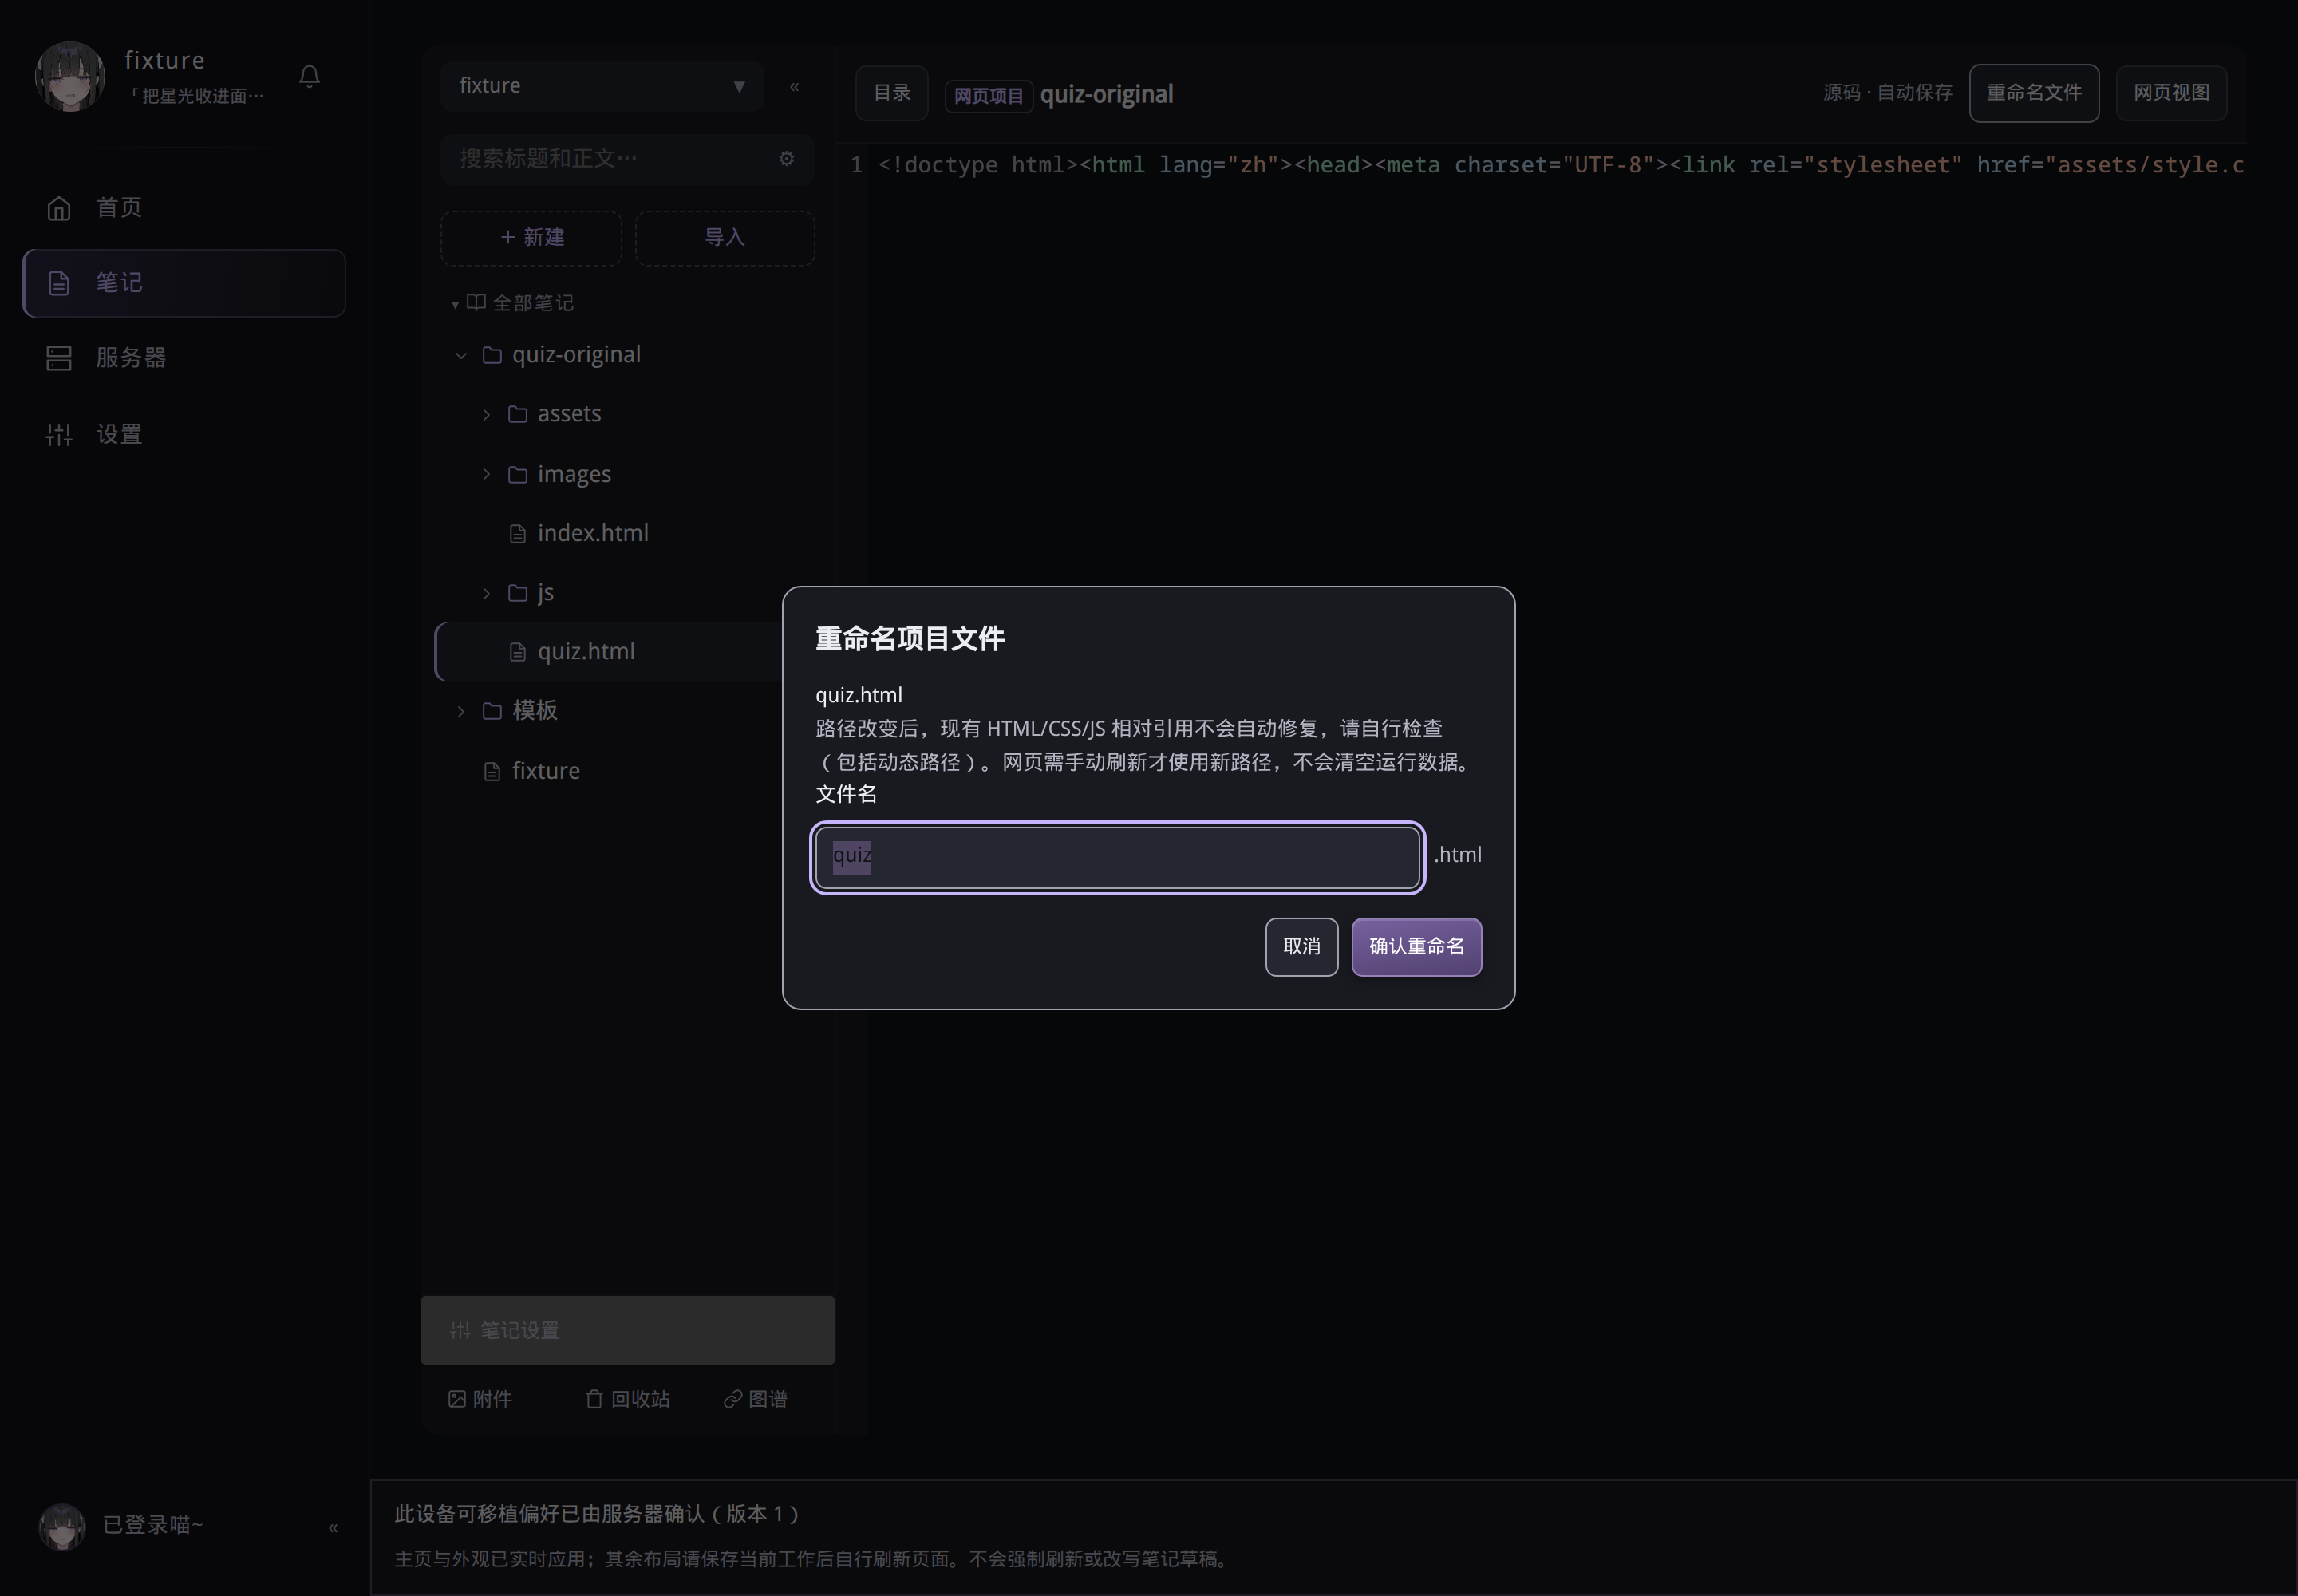 fixture
「把星光收进面…
首页
笔记
服务器
设置
已登录喵~
«
fixture ▼ «
搜索标题和正文…
+ 新建 导入
▾ 全部笔记
quiz-original
assets
images
index.html
js
quiz.html
模板
fixture
笔记设置
附件 回收站 图谱
目录 网页项目 quiz-original 源码 · 自动保存 重命名文件 网页视图
1 <!doctype html><html lang="zh"><head><meta charset="UTF-8"><link rel="stylesheet" href="assets/style.c
重命名项目文件
quiz.html
路径改变后，现有 HTML/CSS/JS 相对引用不会自动修复，请自行检查
（包括动态路径）。网页需手动刷新才使用新路径，不会清空运行数据。
文件名
quiz .html
取消 确认重命名
此设备可移植偏好已由服务器确认（版本 1）
主页与外观已实时应用；其余布局请保存当前工作后自行刷新页面。不会强制刷新或改写笔记草稿。